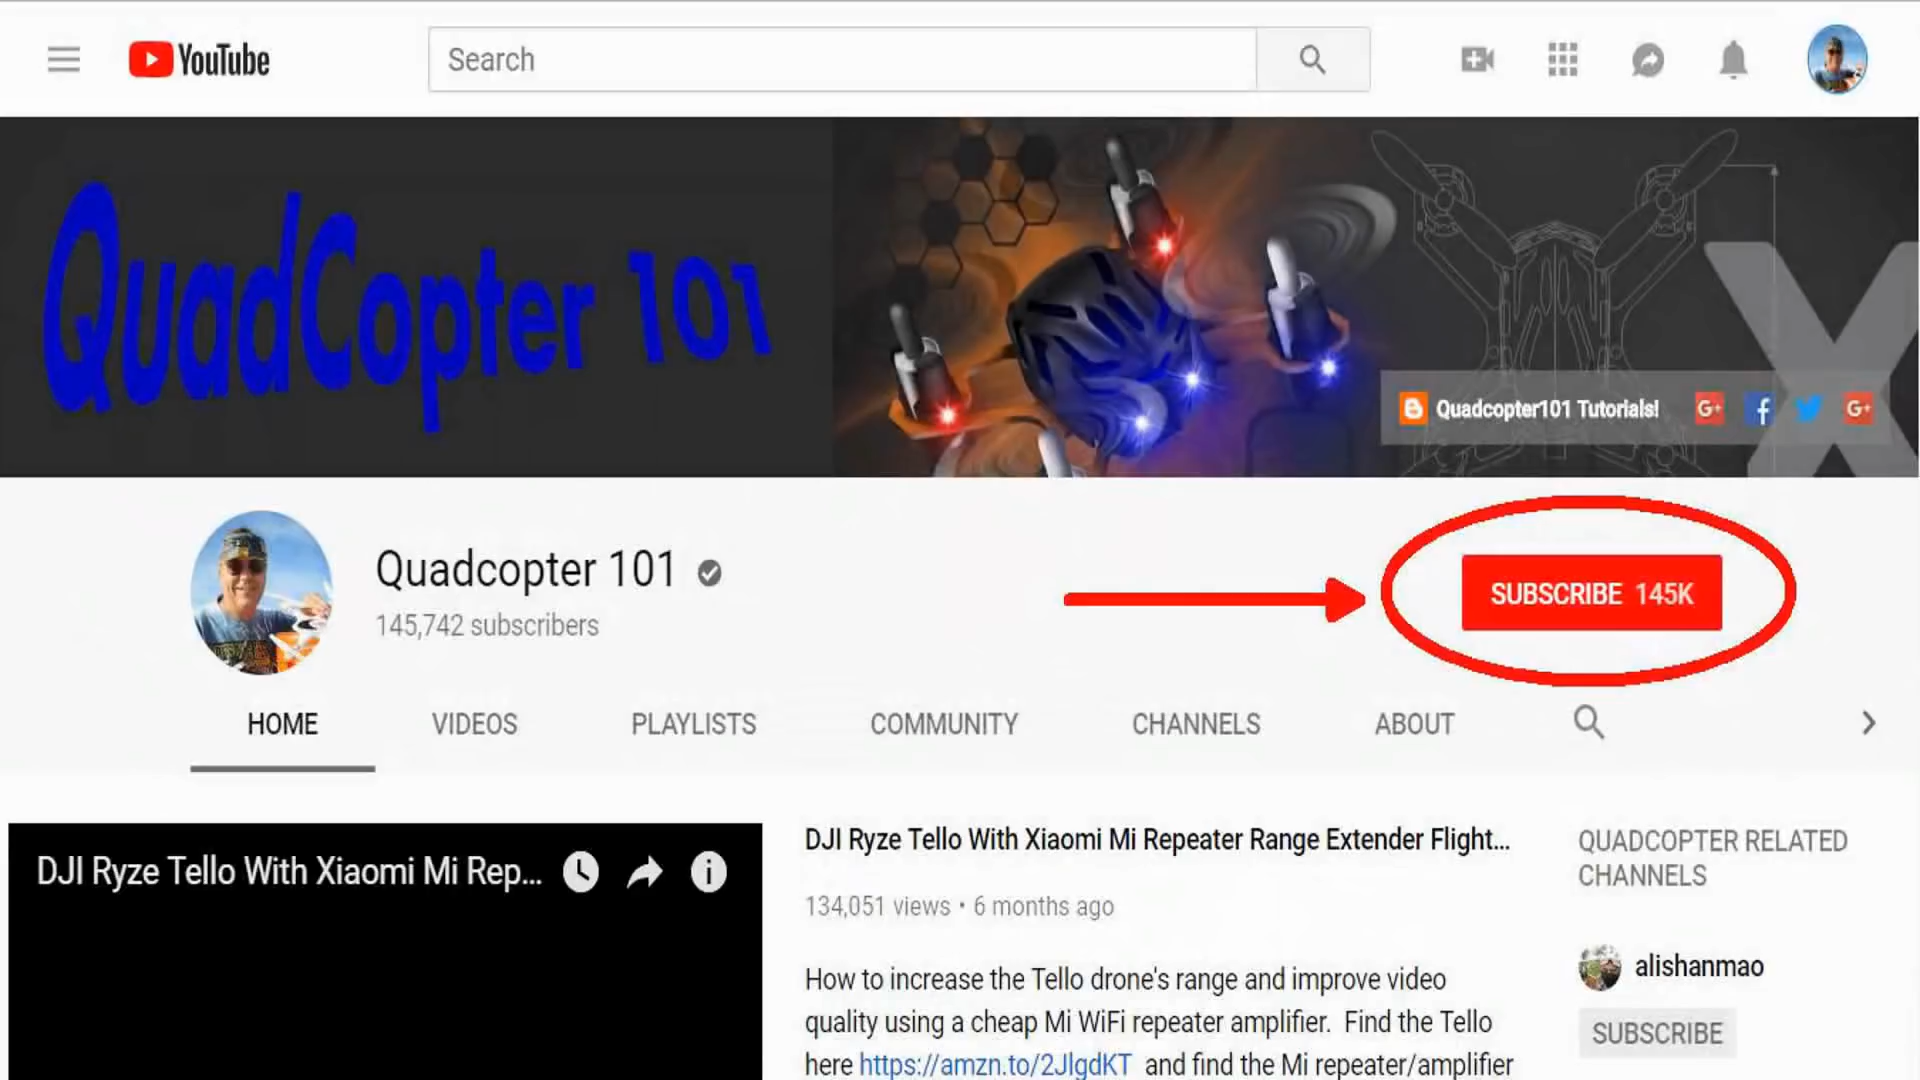 YouTube
Search
QuadCopter 101
Quadcopter101 Tutorials!
G+
f
G+
X
Quadcopter 101
145,742 subscribers
SUBSCRIBE 145K
HOME
VIDEOS
PLAYLISTS
COMMUNITY
CHANNELS
ABOUT
DJI Ryze Tello With Xiaomi Mi Rep...
DJI Ryze Tello With Xiaomi Mi Repeater Range Extender Flight...
134,051 views • 6 months ago
How to increase the Tello drone's range and improve video
quality using a cheap Mi WiFi repeater amplifier. Find the Tello
here https://amzn.to/2JlgdKT and find the Mi repeater/amplifier
QUADCOPTER RELATED
CHANNELS
alishanmao
SUBSCRIBE